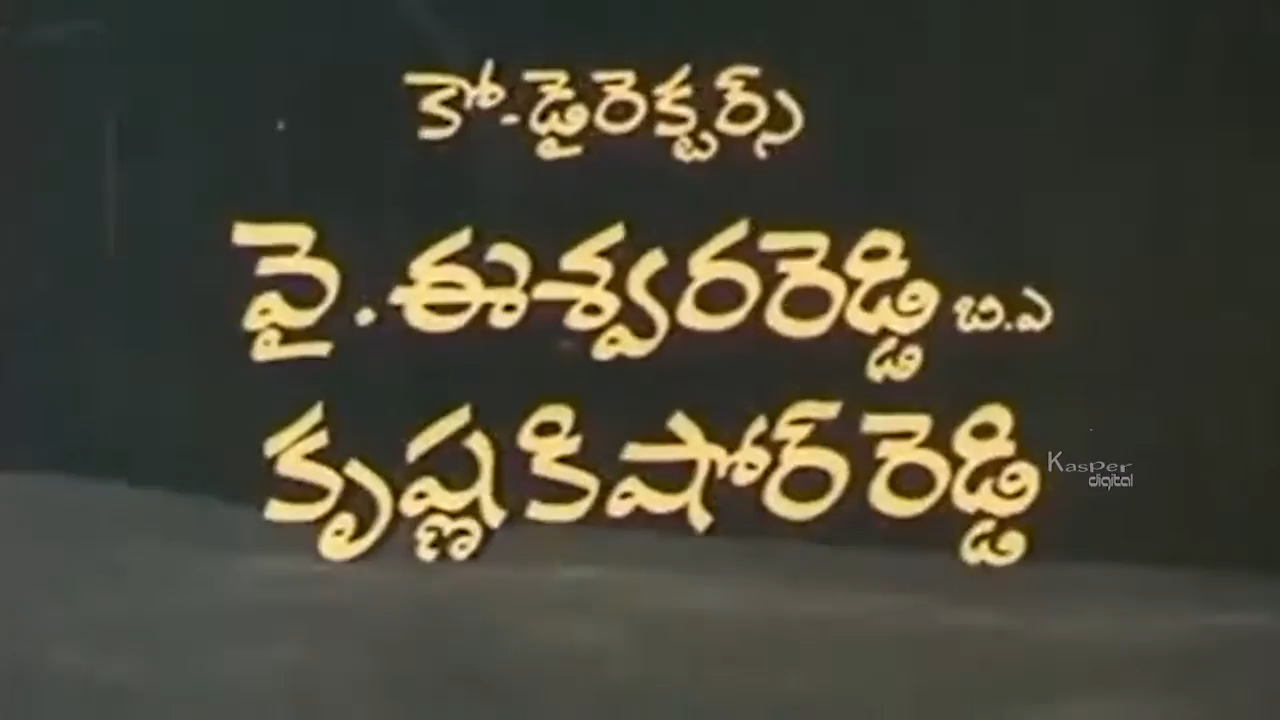 కో-డైరెక్టర్స్
వై.ఈశ్వరరెడ్డి బి.ఎ
కృష్ణకిషోర్ రెడ్డి
Kasper
digital